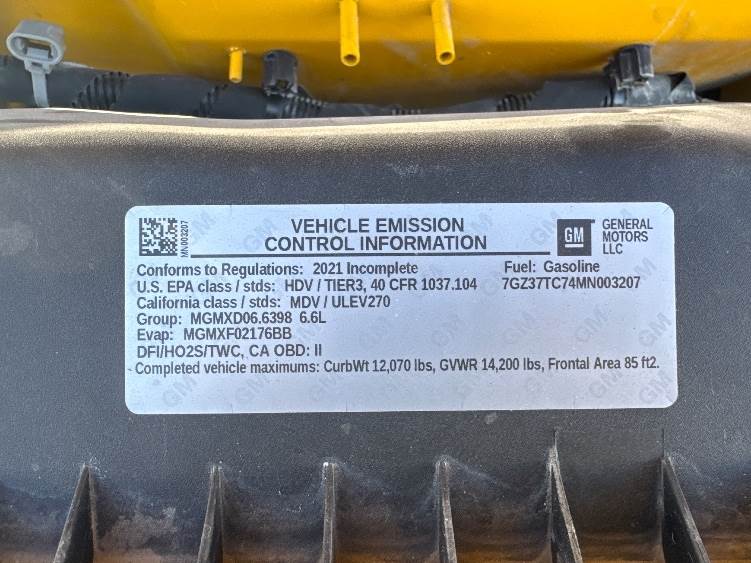 VEHICLE EMISSION
CONTROL INFORMATION
GM
GENERAL
MOTORS
LLC
MN003207
Conforms to Regulations: 2021 Incomplete
Fuel: Gasoline
U.S. EPA class / stds: HDV / TIER3, 40 CFR 1037.104
7GZ37TC74MN003207
California class / stds: MDV / ULEV270
Group: MGMXD06.6398 6.6L
Evap: MGMXF02176BB
DFI/HO2S/TWC, CA OBD: II
Completed vehicle maximums: CurbWt 12,070 lbs, GVWR 14,200 lbs, Frontal Area 85 ft2.